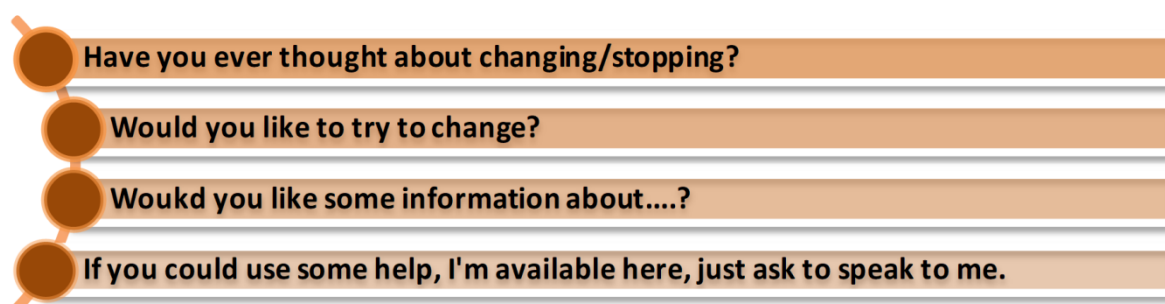 Have you ever thought about changing/stopping?
Would you like to try to change?
Woukd you like some information about....?
If you could use some help, I'm available here, just ask to speak to me.